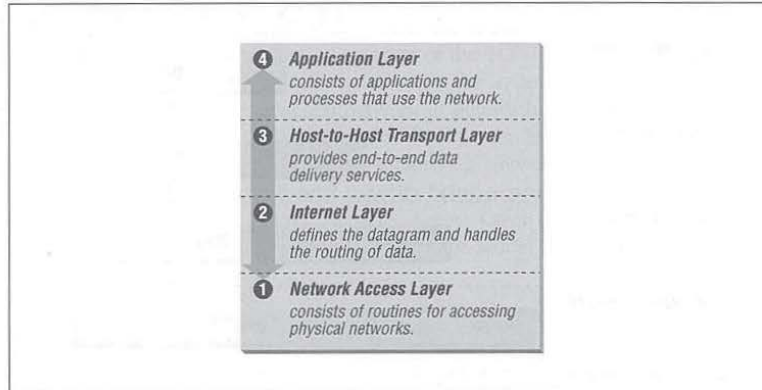 4 Application Layer
consists of applications and
processes that use the network.
3 Host-to-Host Transport Layer
provides end-to-end data
delivery services.
2 Internet Layer
defines the datagram and handles
the routing of data.
1 Network Access Layer
consists of routines for accessing
physical networks.